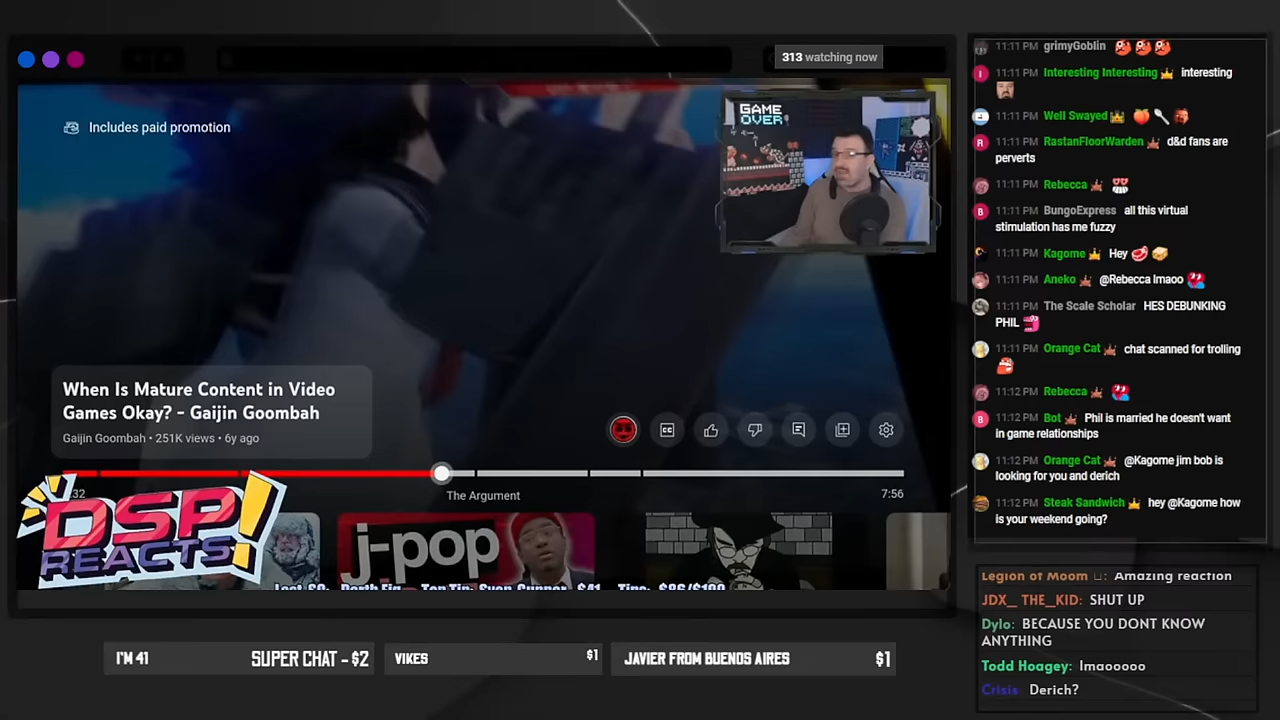 313 watching now
Includes paid promotion
GAME
OVER
When Is Mature Content in Video
Games Okay? - Gaijin Goombah
Gaijin Goombah • 251K views • 6y ago
CC
:32
The Argument
7:56
DSP
REACTS!
j-pop
Tip: $86/$100
I'M 41 SUPER CHAT - $2
VIKES $1
JAVIER FROM BUENOS AIRES $1
11:11 PM grimyGoblin
11:11 PM Interesting Interesting interesting
11:11 PM Well Swayed
11:11 PM RastanFloorWarden d&d fans are
perverts
11:11 PM Rebecca
11:11 PM BungoExpress all this virtual
stimulation has me fuzzy
11:11 PM Kagome Hey
11:11 PM Aneko @Rebecca lmaoo
11:11 PM The Scale Scholar HES DEBUNKING
PHIL
11:11 PM Orange Cat chat scanned for trolling
11:12 PM Rebecca
11:12 PM Bot Phil is married he doesn't want
in game relationships
11:12 PM Orange Cat @Kagome jim bob is
looking for you and derich
11:12 PM Steak Sandwich hey @Kagome how
is your weekend going?
Legion of Moom : Amazing reaction
JDX_ THE_KID: SHUT UP
Dylo: BECAUSE YOU DONT KNOW
ANYTHING
Todd Hoagey: lmaooooo
Crisis: Derich?